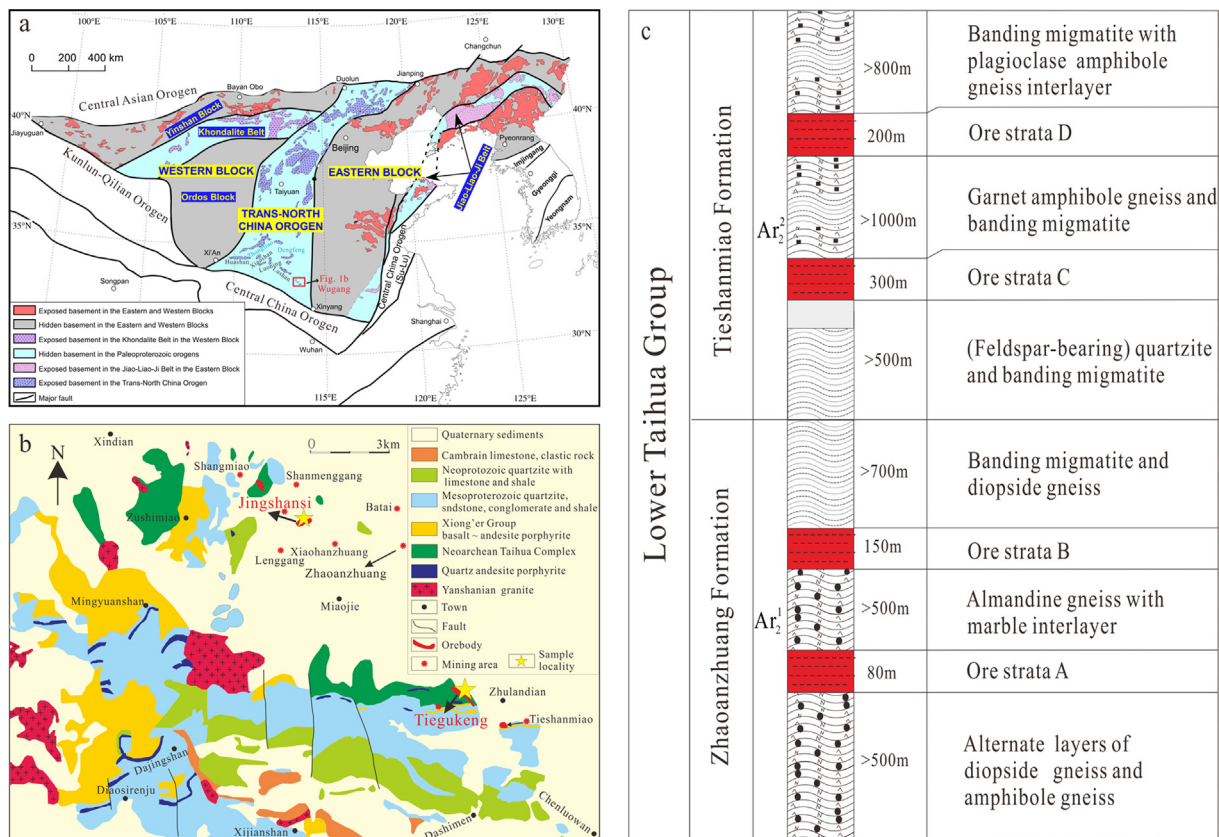 a
100°E
105°E
110°E
115°E
120°E
125°E
130°E
0 200 400 km
Changchun
Central Asian Orogen
Bayan Obo
Duolun
Jianping
40°N
40°N
Jiayuguan
Yinshan Block
Khondalite Belt
Beijing
Pyeonrang
Imjingang
Gyeonggi
Yeongnam
Kunlun-Qilian Orogen
WESTERN BLOCK
EASTERN BLOCK
Jiao-Liao-Ji Belt
Ordos Block
Taiyuan
TRANS-NORTH
CHINA OROGEN
35°N
35°N
Xi'An
Huashan
Dengfeng
Fig. 1b
Wugang
Songpan
Central China Orogen
Central China Orogen
(Su-Lu)
Xinyang
Shanghai
30°N
Wuhan
110°E
115°E
120°E
Exposed basement in the Eastern and Western Blocks
Hidden basement in the Eastern and Western Blocks
Exposed basement in the Khondalite Belt in the Western Block
Hidden basement in the Paleoproterozoic orogens
Exposed basement in the Jiao-Liao-Ji Belt in the Eastern Block
Exposed basement in the Trans-North China Orogen
Major fault
b
N
0 3km
Xindian
Shangmiao
Shanmenggang
Jingshansi
Batai
Zushimiao
Xiaohanzhuang
Lenggang
Zhaoanzhuang
Miaojie
Mingyuanshan
Zhulandian
Tiegukeng
Tieshanmiao
Dajingshan
Diaosirenju
Xijianshan
Dashimen
Chenluowan
Quaternary sediments
Cambrain limestone, clastic rock
Neoprotozoic quartzite with
limestone and shale
Mesoproterozoic quartzite,
sndstone, conglomerate and shale
Xiong'er Group
basalt ~ andesite porphyrite
Neoarchean Taihua Complex
Quartz andesite porphyrite
Yanshanian granite
Town
Fault
Orebody
Mining area
Sample
locality
c
Lower Taihua Group
Tieshanmiao Formation
Zhaoanzhuang Formation
Ar₂²
Ar₂¹
>800m
Banding migmatite with
plagioclase amphibole
gneiss interlayer
200m
Ore strata D
>1000m
Garnet amphibole gneiss and
banding migmatite
300m
Ore strata C
>500m
(Feldspar-bearing) quartzite
and banding migmatite
>700m
Banding migmatite and
diopside gneiss
150m
Ore strata B
>500m
Almandine gneiss with
marble interlayer
80m
Ore strata A
>500m
Alternate layers of
diopside gneiss and
amphibole gneiss